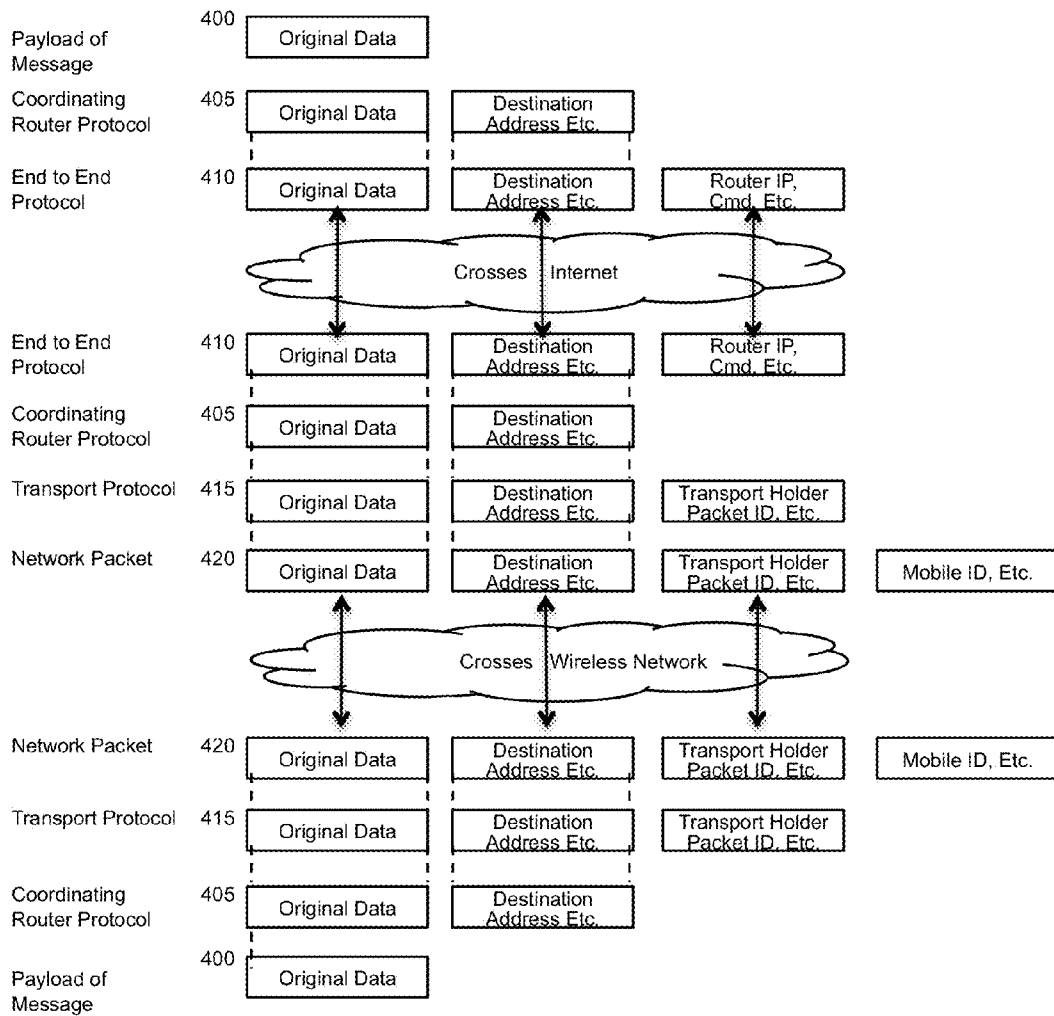 Payload of
Message
400
Original Data
Coordinating
Router Protocol
405
Original Data
Destination
Address Etc.
End to End
Protocol
410
Original Data
Destination
Address Etc.
Router IP,
Cmd, Etc.
Crosses Internet
End to End
Protocol
410
Original Data
Destination
Address Etc.
Router IP,
Cmd, Etc.
Coordinating
Router Protocol
405
Original Data
Destination
Address Etc.
Transport Protocol
415
Original Data
Destination
Address Etc.
Transport Holder
Packet ID, Etc.
Network Packet
420
Original Data
Destination
Address Etc.
Transport Holder
Packet ID, Etc.
Mobile ID, Etc.
Crosses Wireless Network
Network Packet
420
Original Data
Destination
Address Etc.
Transport Holder
Packet ID, Etc.
Mobile ID, Etc.
Transport Protocol
415
Original Data
Destination
Address Etc.
Transport Holder
Packet ID, Etc.
Coordinating
Router Protocol
405
Original Data
Destination
Address Etc.
Payload of
Message
400
Original Data